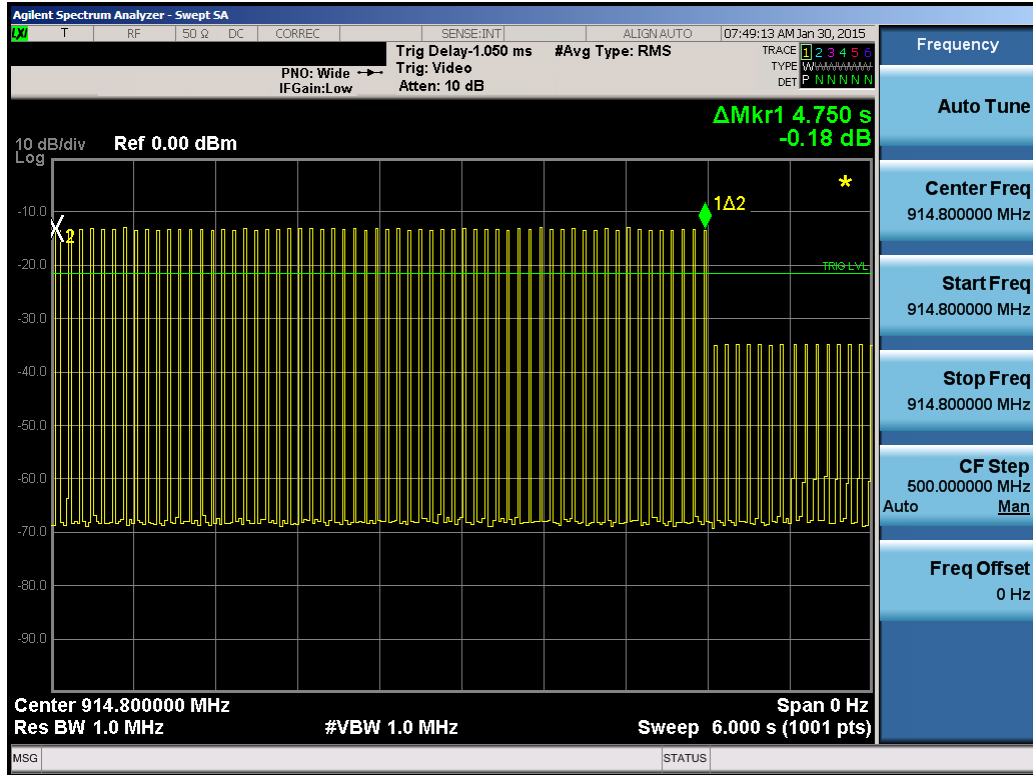 Agilent Spectrum Analyzer - Swept SA
LXI T RF 50 Ω DC CORREC SENSE:INT ALIGN AUTO 07:49:13 AM Jan 30, 2015
Trig Delay-1.050 ms #Avg Type: RMS TRACE 1 2 3 4 5 6
PNO: Wide Trig: Video TYPE WWWWWW
IFGain:Low Atten: 10 dB DET P N N N N N
ΔMkr1 4.750 s
-0.18 dB
10 dB/div Ref 0.00 dBm
Log
*
1Δ2
-10.0
X2
-20.0
TRIG LVL
-30.0
-40.0
-50.0
-60.0
-70.0
-80.0
-90.0
Center 914.800000 MHz Span 0 Hz
Res BW 1.0 MHz #VBW 1.0 MHz Sweep 6.000 s (1001 pts)
MSG STATUS
Frequency
Auto Tune
Center Freq
914.800000 MHz
Start Freq
914.800000 MHz
Stop Freq
914.800000 MHz
CF Step
500.000000 MHz
Auto Man
Freq Offset
0 Hz